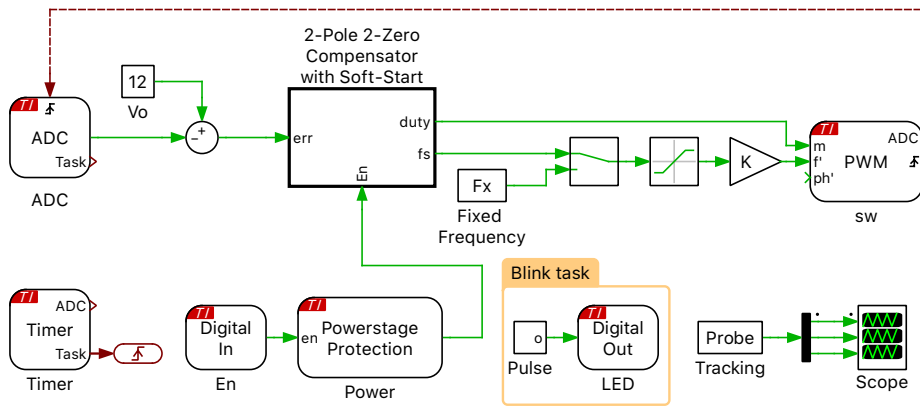 2-Pole 2-Zero
Compensator
with Soft-Start
TI
ADC
Task
ADC
12
Vo
-
+
err
duty
fs
En
Fx
Fixed
Frequency
K
TI
ADC
m
f'
PWM
ph'
sw
TI
ADC
Timer
Task
Timer
TI
Digital
In
En
TI
en
Powerstage
Protection
Power
Blink task
o
Pulse
TI
Digital
Out
LED
Probe
Tracking
Scope